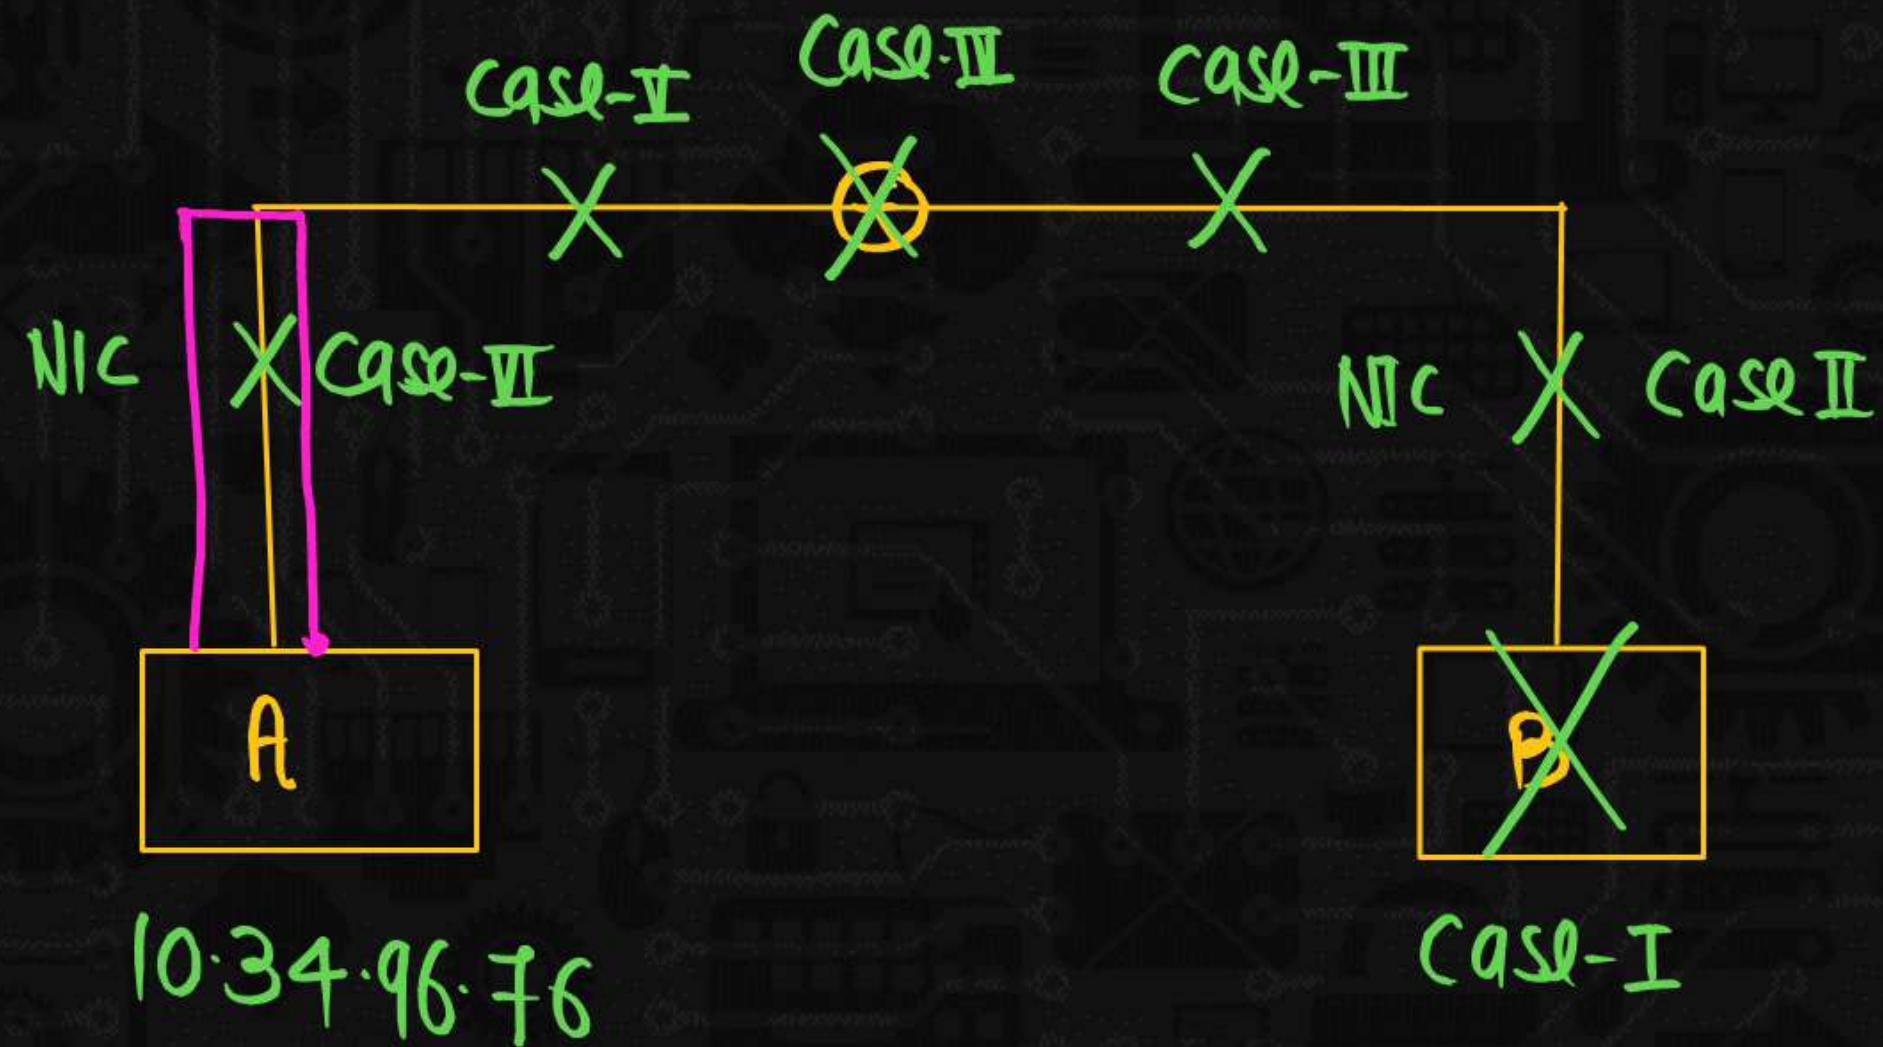 Case-V
Case-IV
Case-III
NIC
Case-VI
NIC
Case II
A
B
10.34.96.76
Case-I